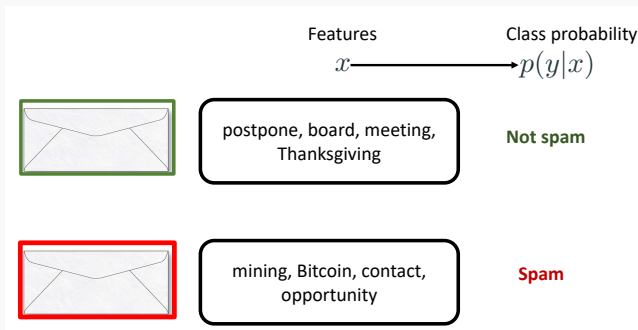 Features Class probability
x p(y|x)
postpone, board, meeting,
Thanksgiving
Not spam
mining, Bitcoin, contact,
opportunity
Spam